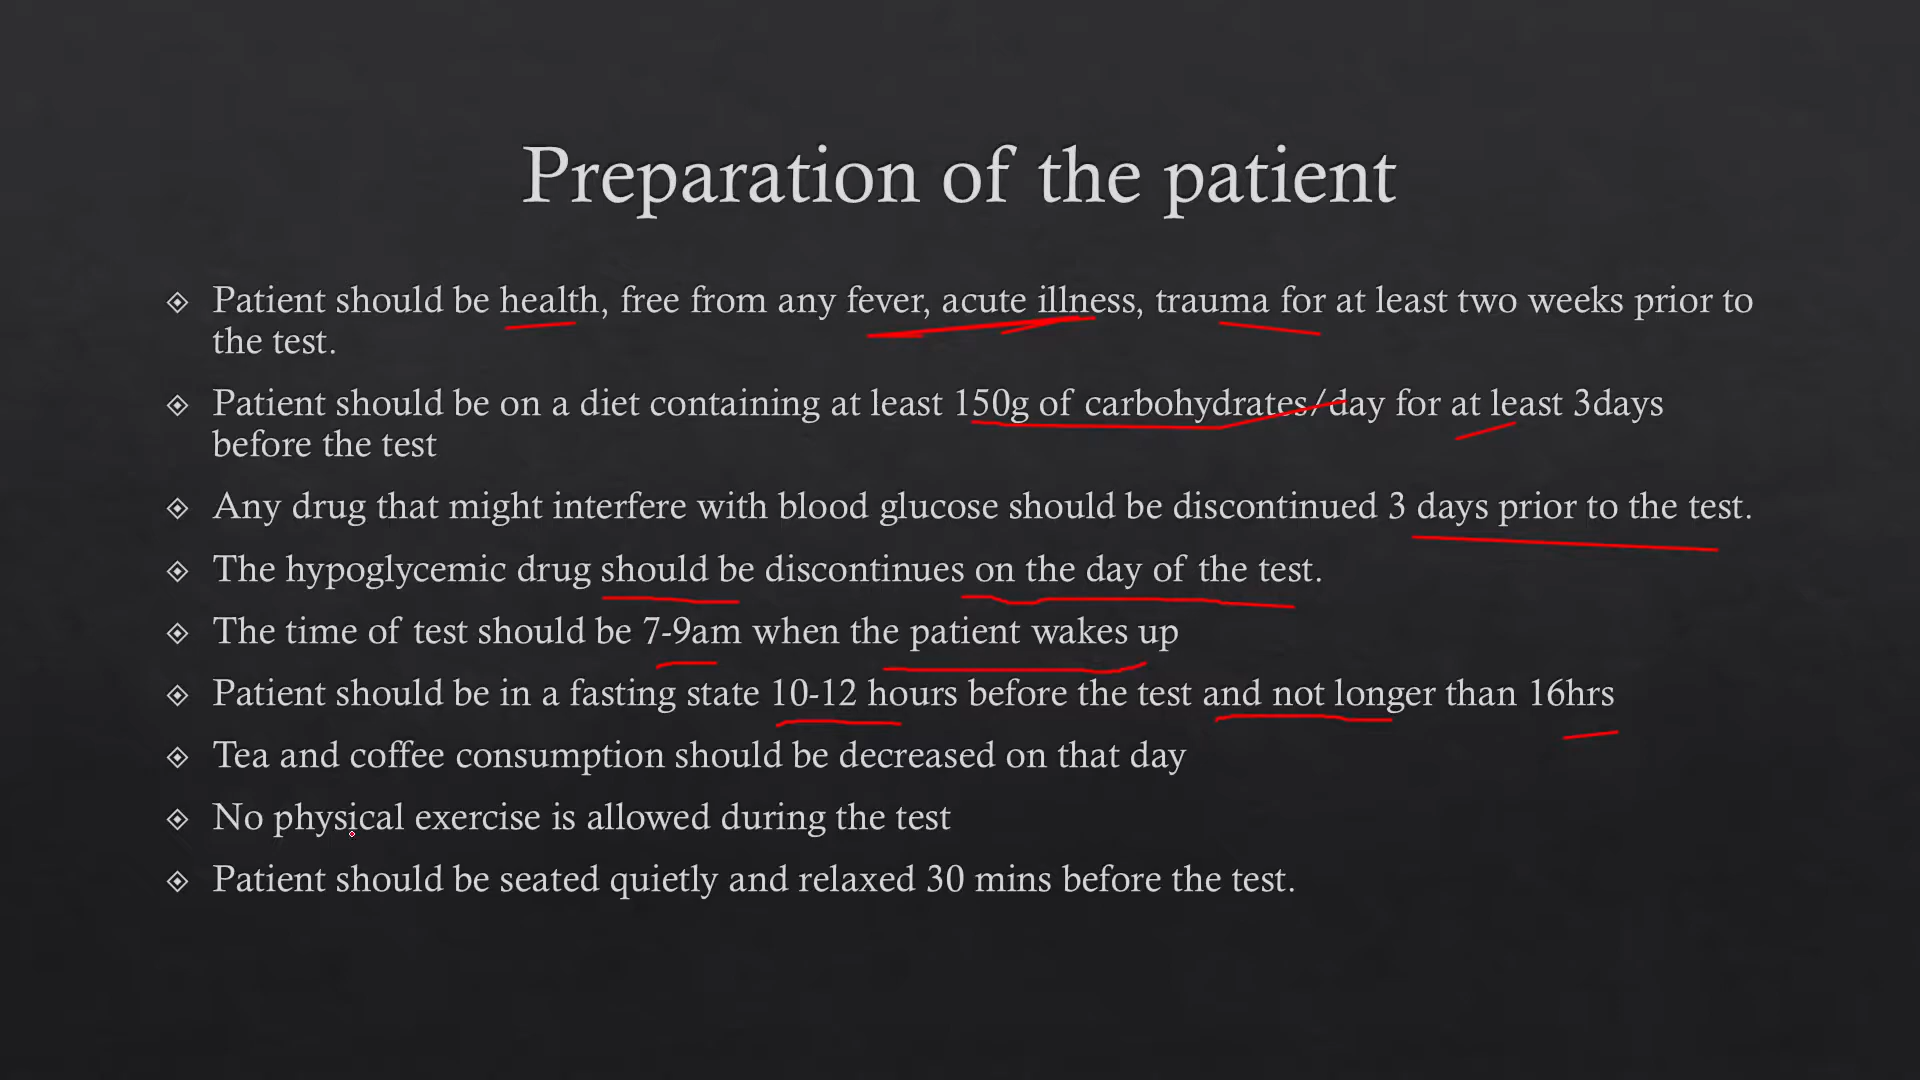 Preparation of the patient
Patient should be health, free from any fever, acute illness, trauma for at least two weeks prior to
the test.
Patient should be on a diet containing at least 150g of carbohydrates/day for at least 3days
before the test
Any drug that might interfere with blood glucose should be discontinued 3 days prior to the test.
The hypoglycemic drug should be discontinues on the day of the test.
The time of test should be 7-9am when the patient wakes up
Patient should be in a fasting state 10-12 hours before the test and not longer than 16hrs
Tea and coffee consumption should be decreased on that day
No physical exercise is allowed during the test
Patient should be seated quietly and relaxed 30 mins before the test.